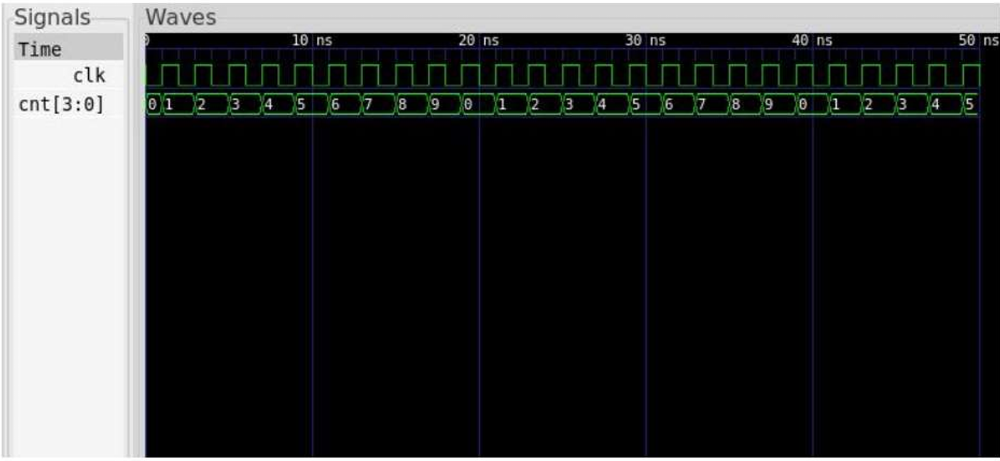 Signals Waves
Time 0 10 ns 20 ns 30 ns 40 ns 50 ns
clk
cnt[3:0] 0 1 2 3 4 5 6 7 8 9 0 1 2 3 4 5 6 7 8 9 0 1 2 3 4 5